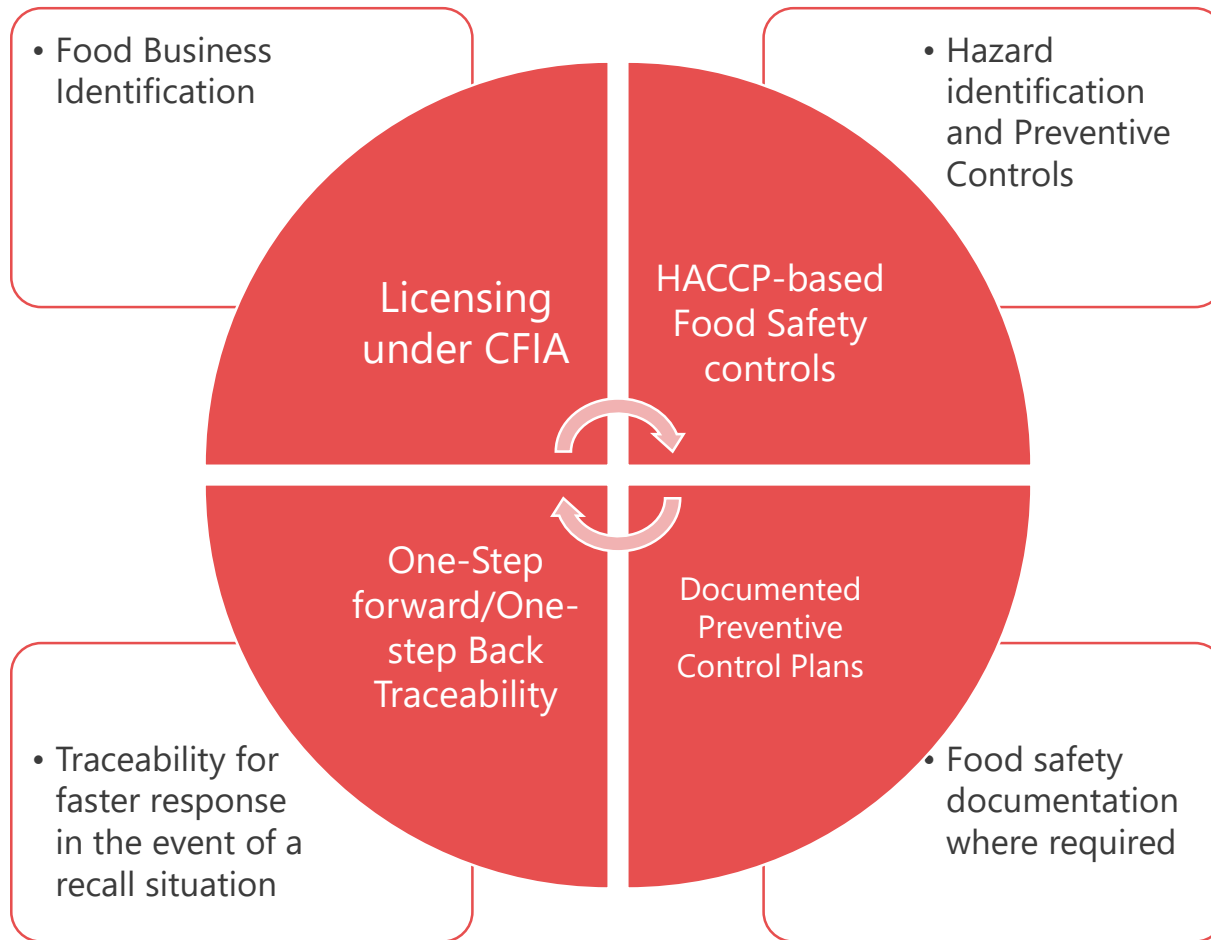 • Food Business
Identification
• Hazard
identification
and Preventive
Controls
Licensing
under CFIA
HACCP-based
Food Safety
controls
One-Step
forward/One-
step Back
Traceability
Documented
Preventive
Control Plans
• Traceability for
faster response
in the event of a
recall situation
• Food safety
documentation
where required